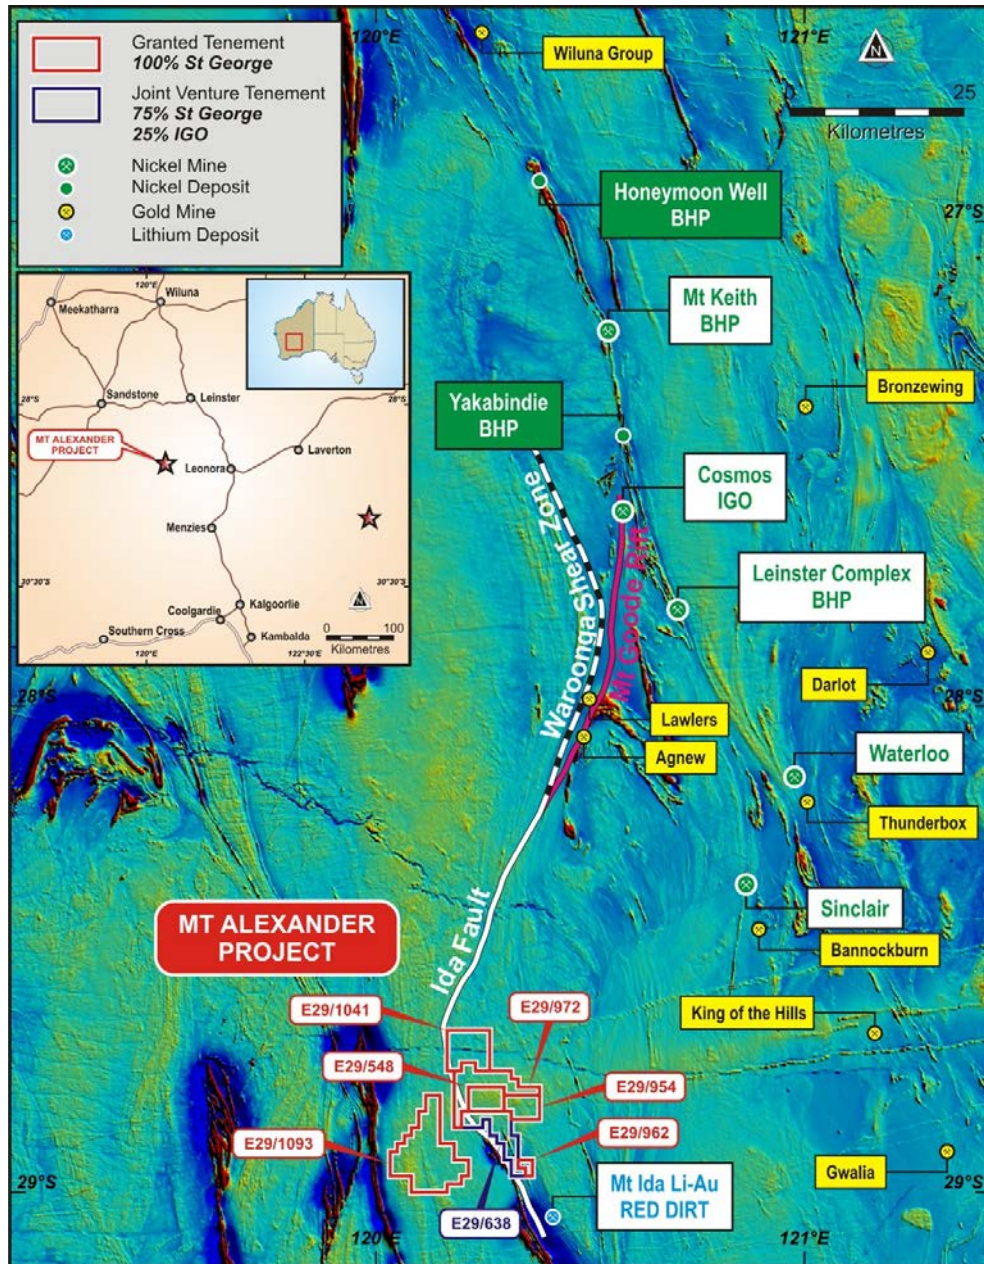 120°E
121°E
Granted Tenement
100% St George
Joint Venture Tenement
75% St George
25% IGO
Nickel Mine
Nickel Deposit
Gold Mine
Lithium Deposit
Wiluna Group
N
0
25
Kilometres
Honeymoon Well
BHP
27°S
Mt Keith
BHP
Bronzewing
Yakabindie
BHP
Cosmos
IGO
Leinster Complex
BHP
120°E
Wiluna
Meekatharra
28°S
Sandstone
Leinster
28°S
MT ALEXANDER
PROJECT
Laverton
Leonora
Menzies
30°30'S
30°30'S
N
Coolgardie
Kalgoorlie
Southern Cross
Kambalda
0
100
Kilometres
120°E
122°30'E
Waroonga Shear Zone
Mt Goode Rift
Darlot
28°S
28°S
Lawlers
Agnew
Waterloo
Thunderbox
Sinclair
Bannockburn
MT ALEXANDER
PROJECT
Ida Fault
King of the Hills
E29/1041
E29/972
E29/548
E29/954
E29/1093
E29/962
Gwalia
29°S
29°S
Mt Ida Li-Au
RED DIRT
E29/638
120°E
121°E